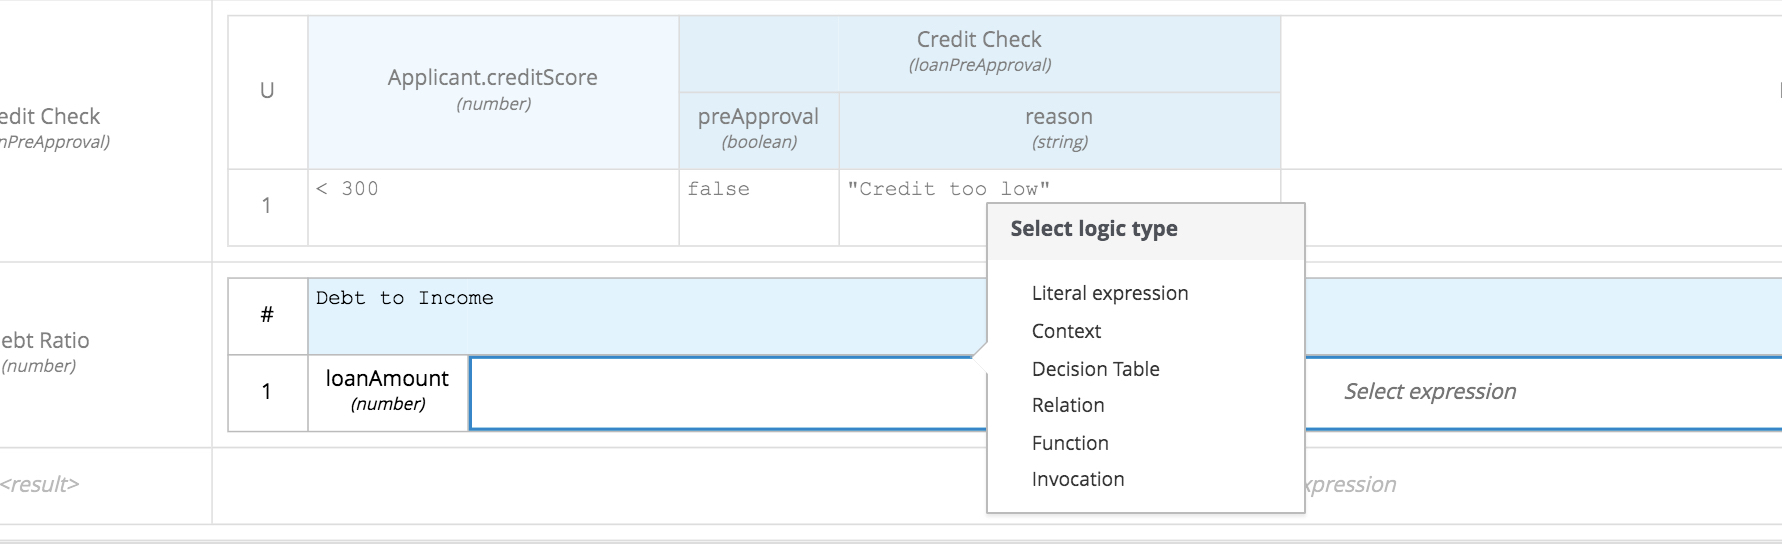 edit Check
nPreApproval)
U
Applicant.creditScore
(number)
Credit Check
(loanPreApproval)
preApproval
(boolean)
reason
(string)
1
< 300
false
"Credit too low"
ebt Ratio
(number)
#
Debt to Income
1
loanAmount
(number)
Select expression
Select logic type
Literal expression
Context
Decision Table
Relation
Function
Invocation
<result>
xpression